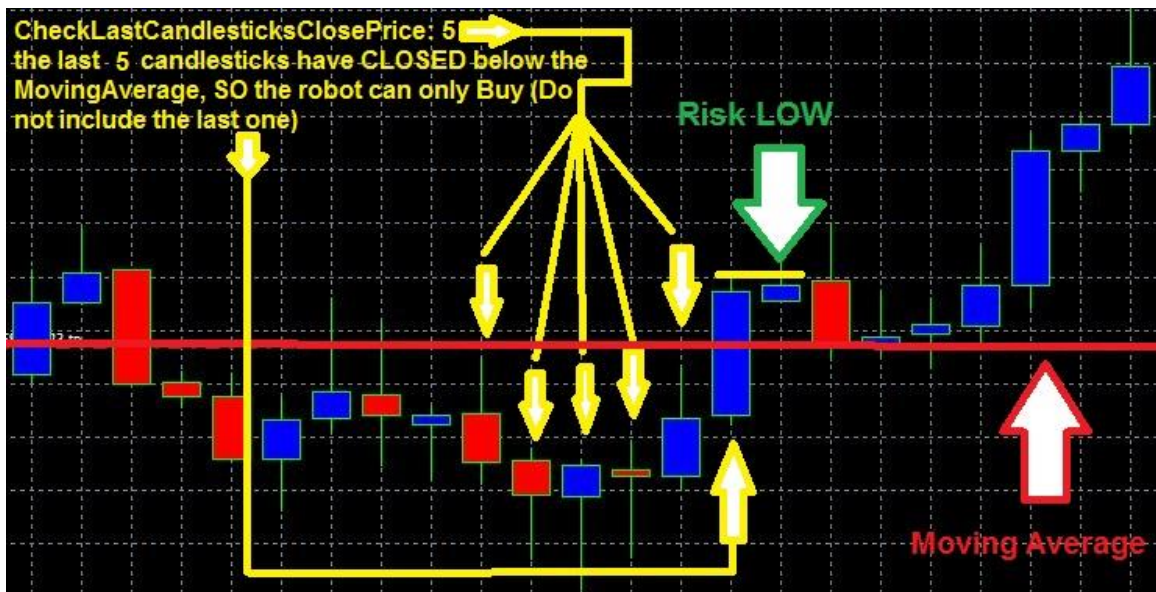 CheckLastCandlesticksClosePrice: 5
the last 5 candlesticks have CLOSED below the
MovingAverage, SO the robot can only Buy (Do
not include the last one)
Risk LOW
Moving Average